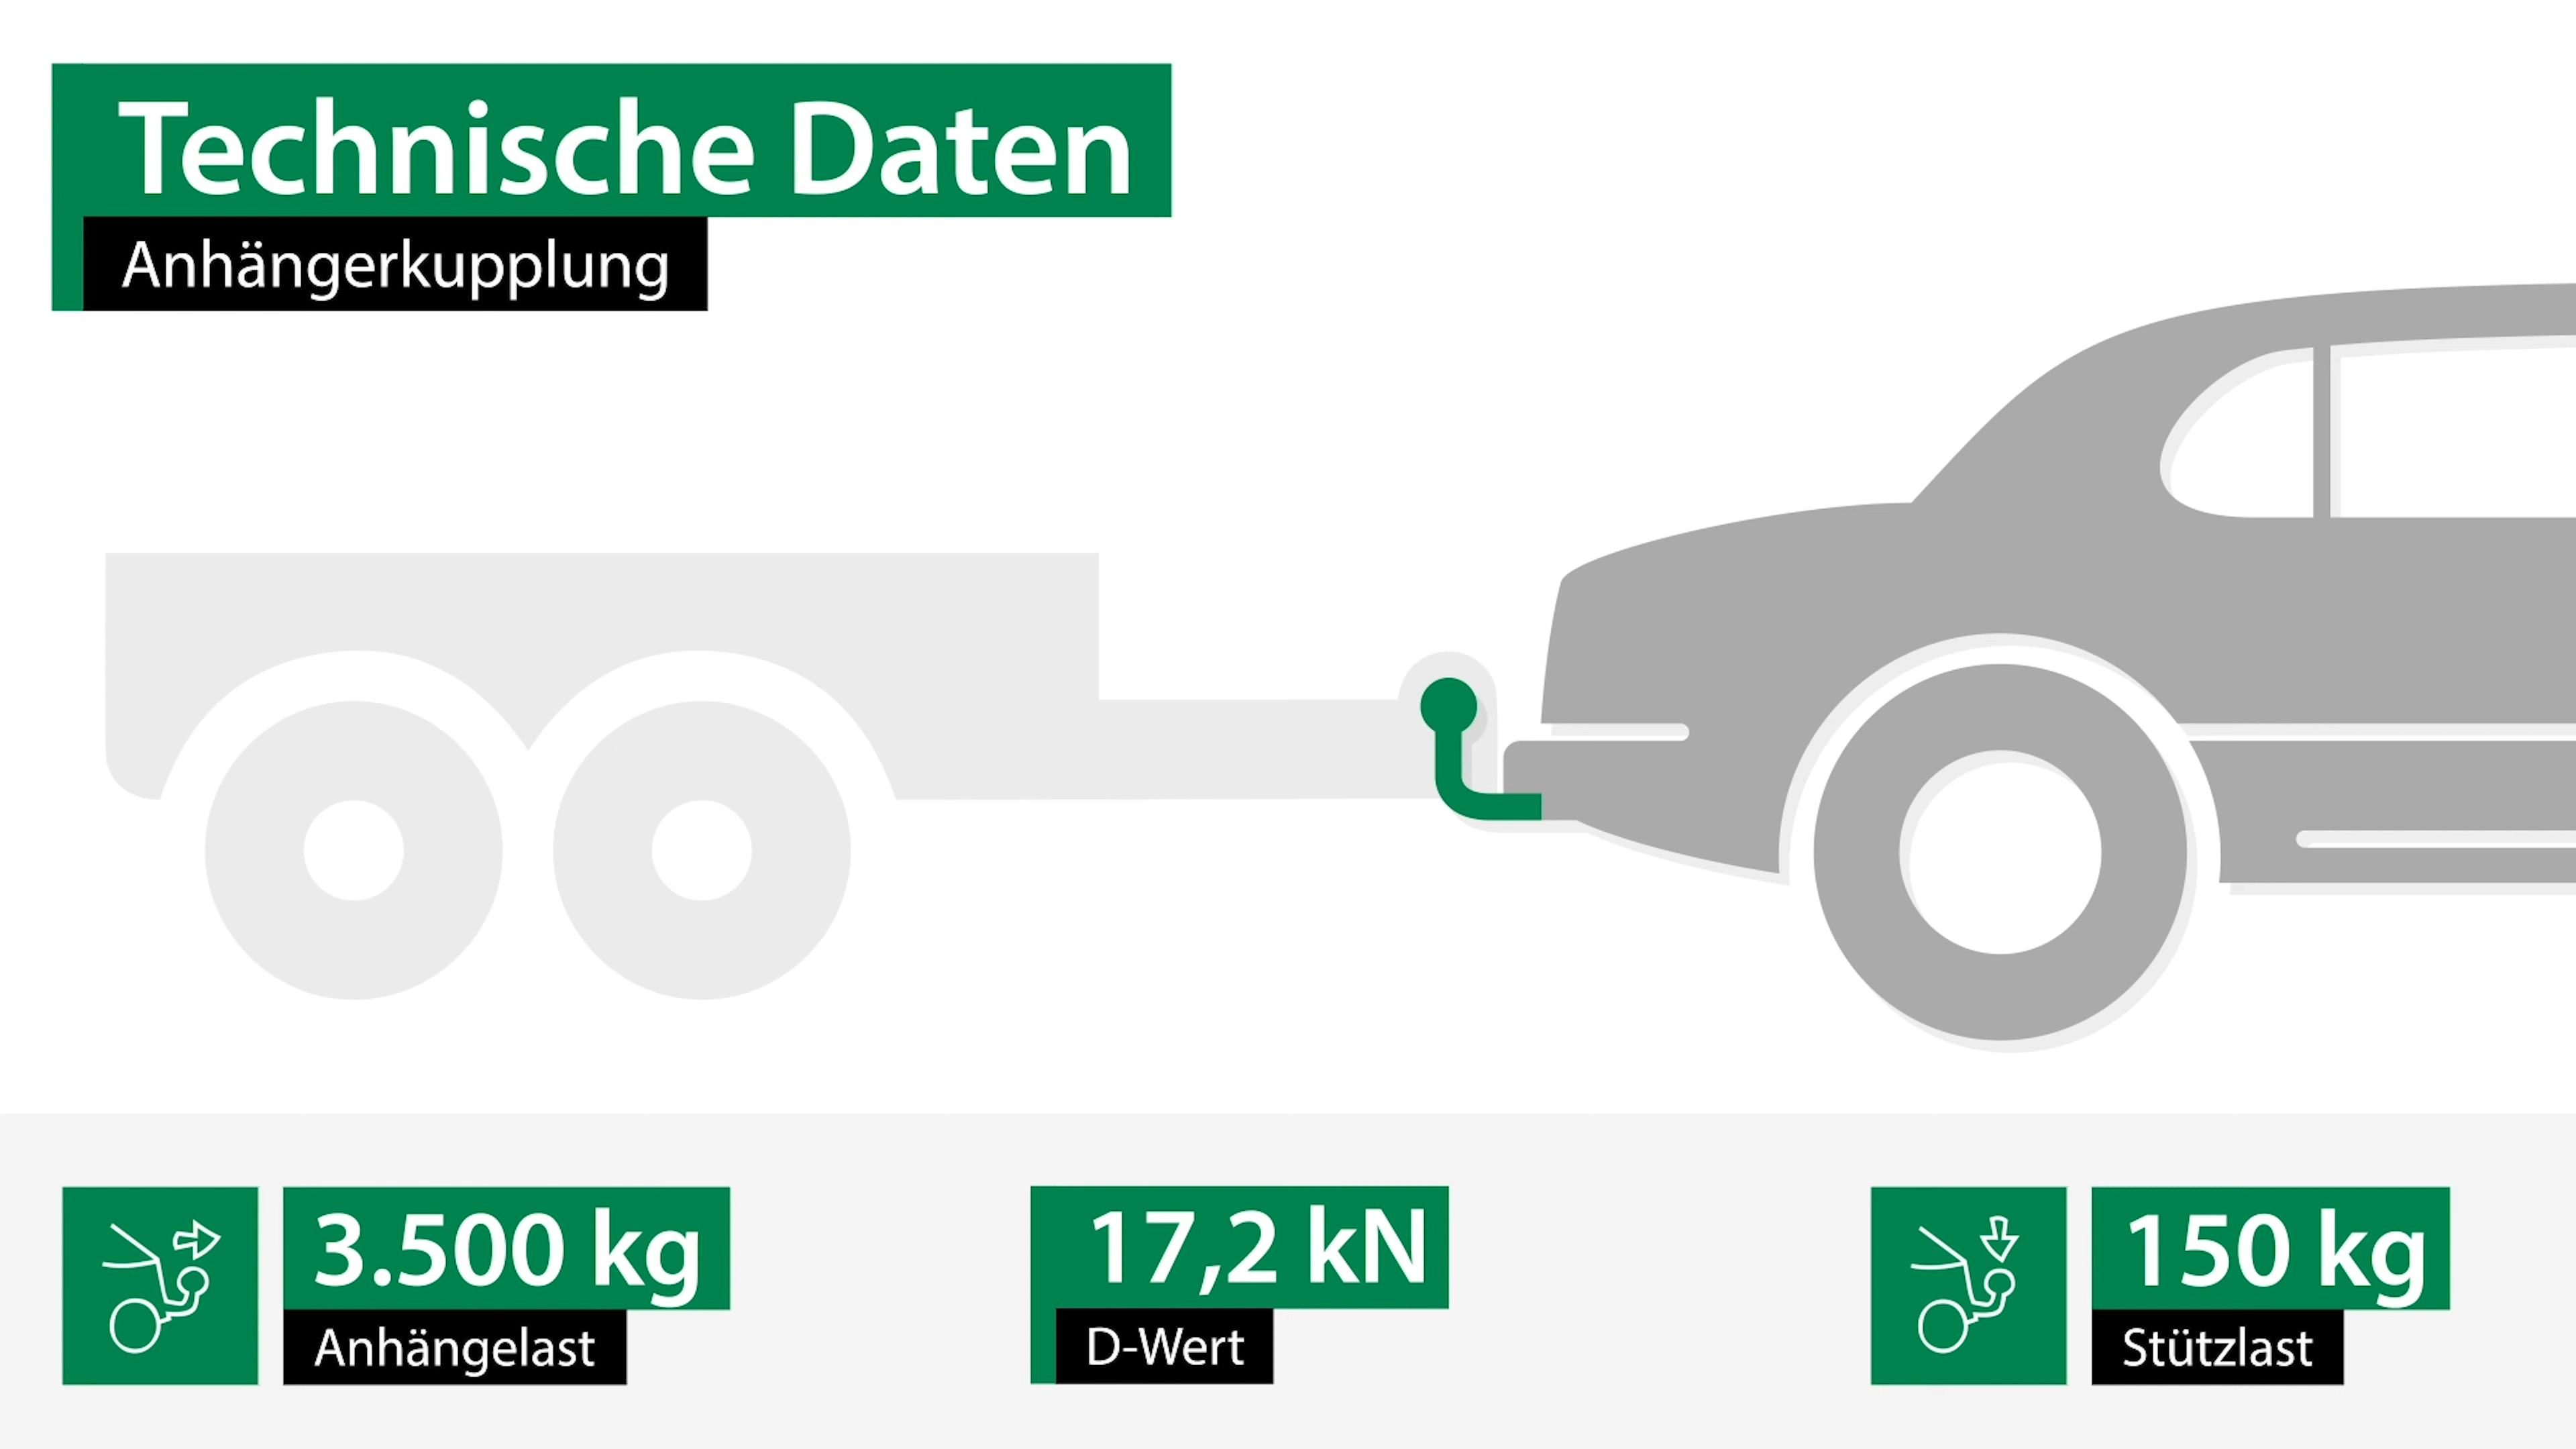 Technische Daten
Anhängerkupplung
3.500 kg
Anhängelast
17,2 kN
D-Wert
150 kg
Stützlast